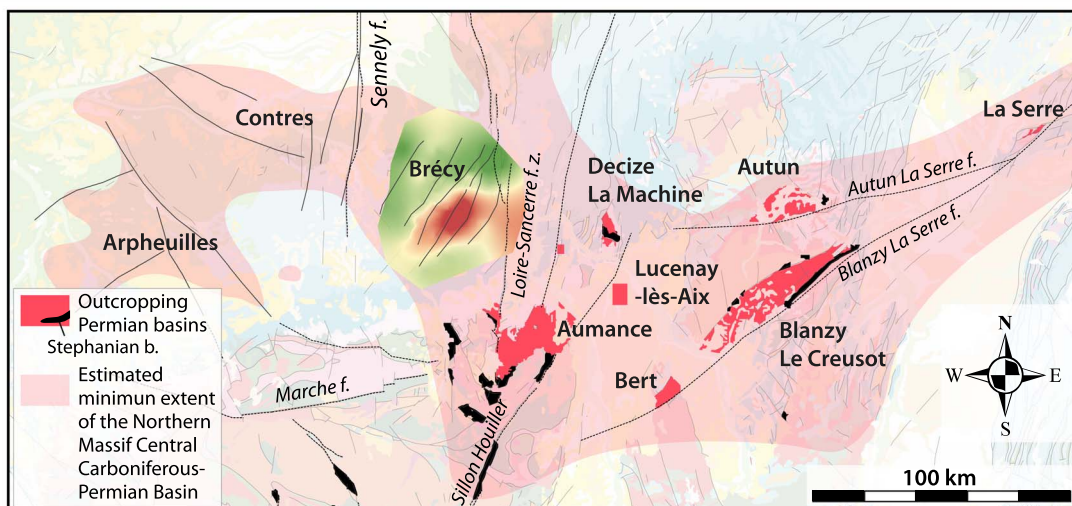 Sennely f.
Contres
Brécy
Loire-Sancerre f. z.
Decize
La Machine
Autun
Autun La Serre f.
La Serre
Blanzy La Serre f.
Arpheuilles
Lucenay
-lès-Aix
Aumance
Blanzy
Le Creusot
Bert
Marche f.
Sillon Houiller
Outcropping
Permian basins
Stephanian b.
Estimated
minimun extent
of the Northern
Massif Central
Carboniferous-
Permian Basin
N
W
E
S
100 km